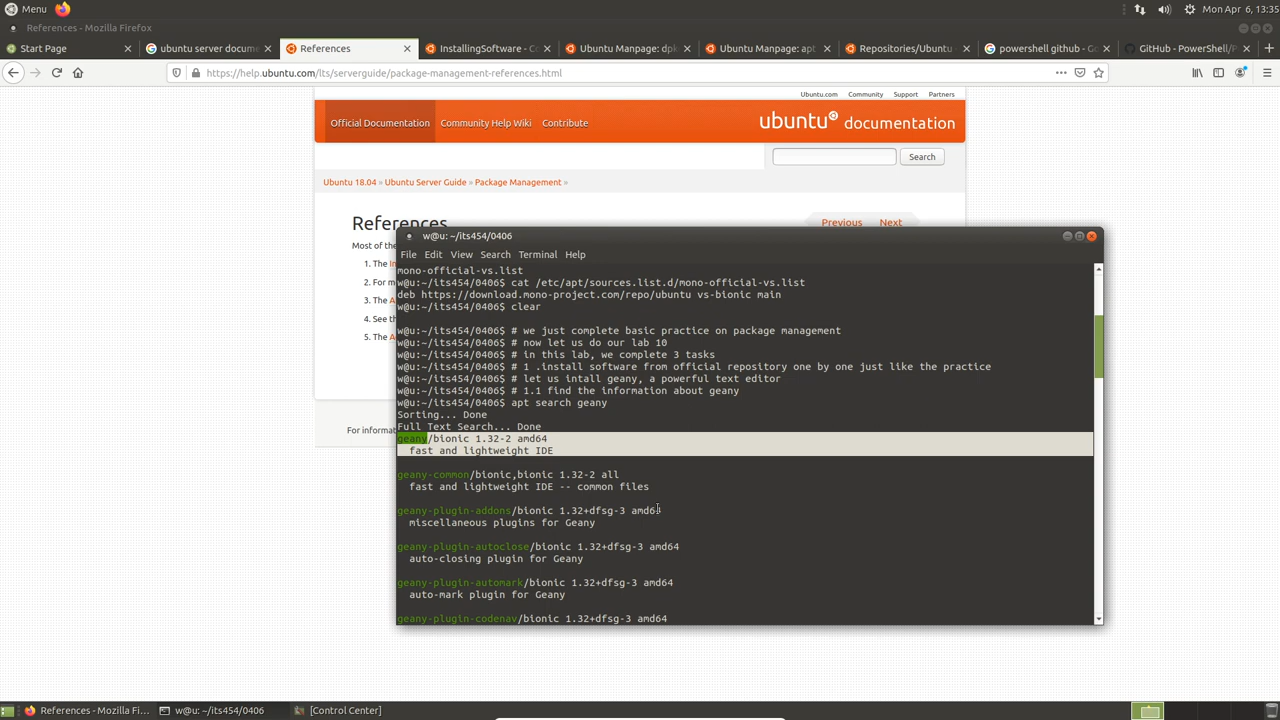 Menu
Mon Apr 6, 13:35
References - Mozilla Firefox
Start Page
ubuntu server docume
References
InstallingSoftware - Co
Ubuntu Manpage: dpk
Ubuntu Manpage: apt
Repositories/Ubuntu
powershell github - Go
GitHub - PowerShell/P
https://help.ubuntu.com/lts/serverguide/package-management-references.html
Ubuntu.com Community Support Partners
Official Documentation Community Help Wiki Contribute
ubuntu documentation
Search
Ubuntu 18.04 » Ubuntu Server Guide » Package Management »
References
Previous Next
Most of the
1. The In
2. For m
3. The A
4. See th
5. The A
For informat
w@u: ~/its454/0406
File Edit View Search Terminal Help
mono-official-vs.list
w@u:~/its454/0406$ cat /etc/apt/sources.list.d/mono-official-vs.list
deb https://download.mono-project.com/repo/ubuntu vs-bionic main
w@u:~/its454/0406$ clear
w@u:~/its454/0406$ # we just complete basic practice on package management
w@u:~/its454/0406$ # now let us do our lab 10
w@u:~/its454/0406$ # in this lab, we complete 3 tasks
w@u:~/its454/0406$ # 1 .install software from official repository one by one just like the practice
w@u:~/its454/0406$ # let us intall geany, a powerful text editor
w@u:~/its454/0406$ # 1.1 find the information about geany
w@u:~/its454/0406$ apt search geany
Sorting... Done
Full Text Search... Done
geany/bionic 1.32-2 amd64
fast and lightweight IDE
geany-common/bionic,bionic 1.32-2 all
fast and lightweight IDE -- common files
geany-plugin-addons/bionic 1.32+dfsg-3 amd64
miscellaneous plugins for Geany
geany-plugin-autoclose/bionic 1.32+dfsg-3 amd64
auto-closing plugin for Geany
geany-plugin-automark/bionic 1.32+dfsg-3 amd64
auto-mark plugin for Geany
geany-plugin-codenav/bionic 1.32+dfsg-3 amd64
References - Mozilla Fi...
w@u: ~/its454/0406
[Control Center]